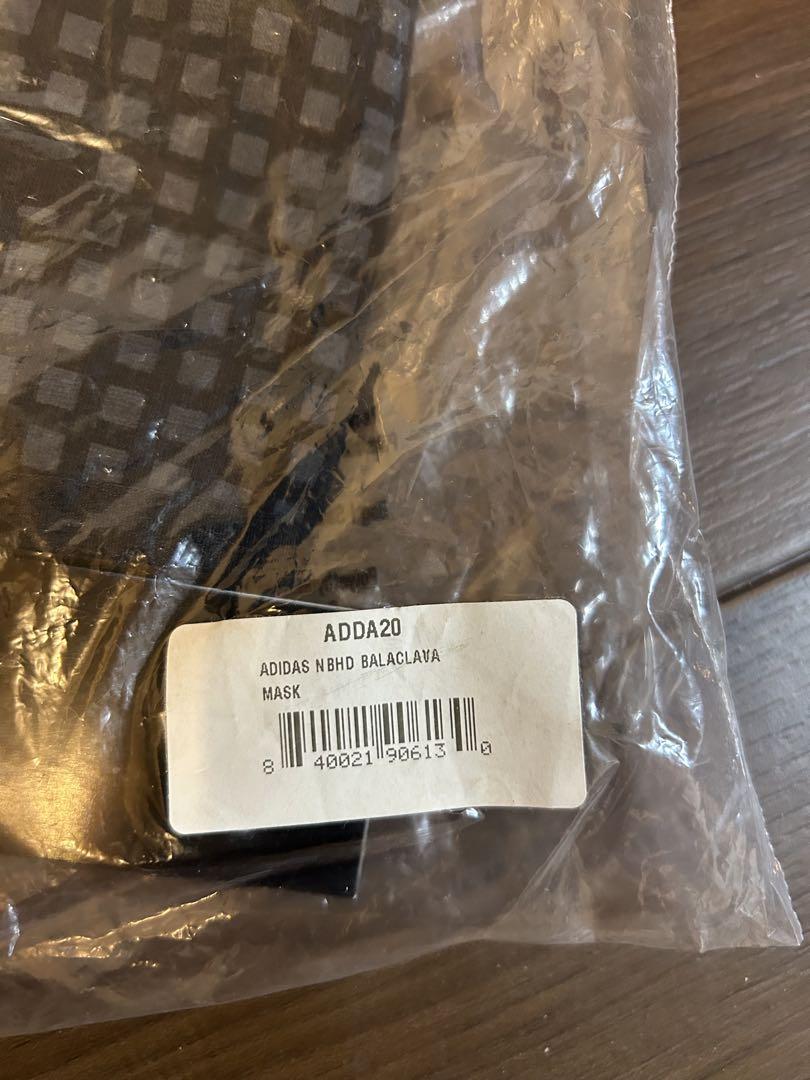 ADDA20
ADIDAS NBHD BALACLAVA
MASK
8 40021 90613 0